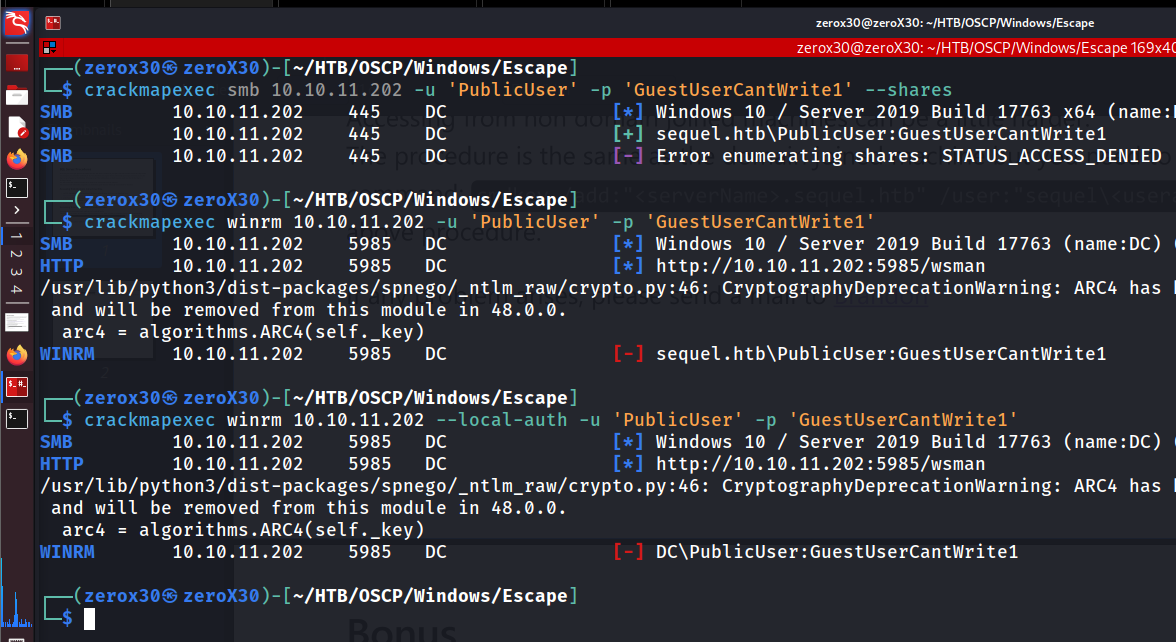 zerox30@zeroX30: ~/HTB/OSCP/Windows/Escape
zerox30@zeroX30: ~/HTB/OSCP/Windows/Escape 169x40
┌──(zerox30㉿zeroX30)-[~/HTB/OSCP/Windows/Escape]
└─$ crackmapexec smb 10.10.11.202 -u 'PublicUser' -p 'GuestUserCantWrite1' --shares
SMB 10.10.11.202 445 DC [*] Windows 10 / Server 2019 Build 17763 x64 (name:
SMB 10.10.11.202 445 DC [+] sequel.htb\PublicUser:GuestUserCantWrite1
SMB 10.10.11.202 445 DC [-] Error enumerating shares: STATUS_ACCESS_DENIED
┌──(zerox30㉿zeroX30)-[~/HTB/OSCP/Windows/Escape]
└─$ crackmapexec winrm 10.10.11.202 -u 'PublicUser' -p 'GuestUserCantWrite1'
SMB 10.10.11.202 5985 DC [*] Windows 10 / Server 2019 Build 17763 (name:DC) (
HTTP 10.10.11.202 5985 DC [*] http://10.10.11.202:5985/wsman
/usr/lib/python3/dist-packages/spnego/_ntlm_raw/crypto.py:46: CryptographyDeprecationWarning: ARC4 has
and will be removed from this module in 48.0.0.
arc4 = algorithms.ARC4(self._key)
WINRM 10.10.11.202 5985 DC [-] sequel.htb\PublicUser:GuestUserCantWrite1
┌──(zerox30㉿zeroX30)-[~/HTB/OSCP/Windows/Escape]
└─$ crackmapexec winrm 10.10.11.202 --local-auth -u 'PublicUser' -p 'GuestUserCantWrite1'
SMB 10.10.11.202 5985 DC [*] Windows 10 / Server 2019 Build 17763 (name:DC) (
HTTP 10.10.11.202 5985 DC [*] http://10.10.11.202:5985/wsman
/usr/lib/python3/dist-packages/spnego/_ntlm_raw/crypto.py:46: CryptographyDeprecationWarning: ARC4 has
and will be removed from this module in 48.0.0.
arc4 = algorithms.ARC4(self._key)
WINRM 10.10.11.202 5985 DC [-] DC\PublicUser:GuestUserCantWrite1
┌──(zerox30㉿zeroX30)-[~/HTB/OSCP/Windows/Escape]
└─$
Bonus
1
2
3
4